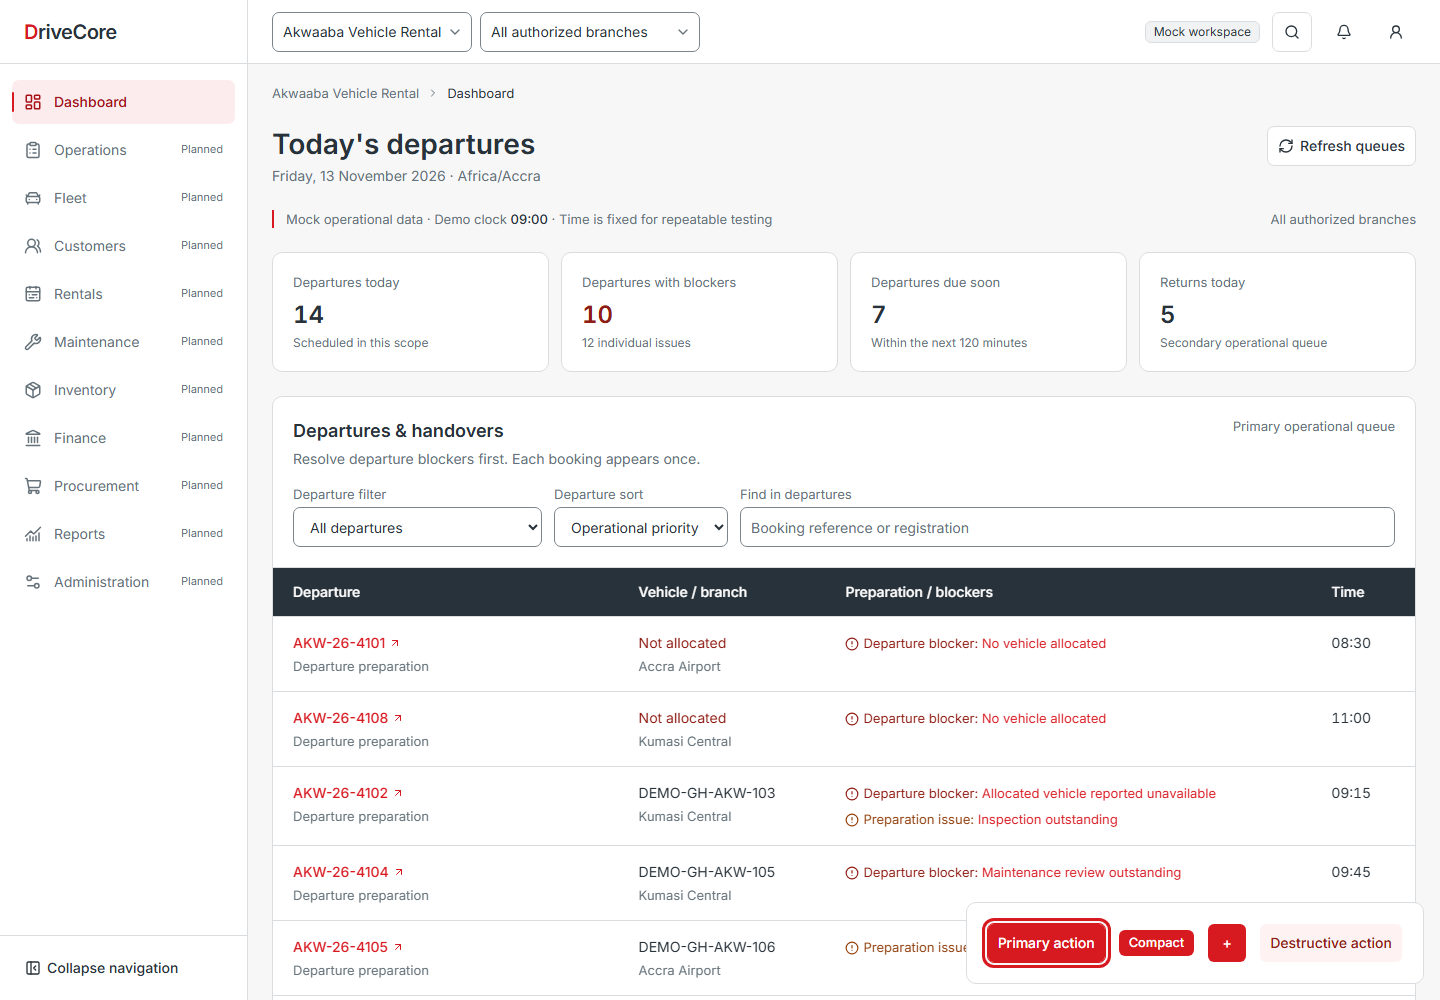 DriveCore
Akwaaba Vehicle Rental
All authorized branches
Mock workspace
Dashboard
Operations Planned
Fleet Planned
Customers Planned
Rentals Planned
Maintenance Planned
Inventory Planned
Finance Planned
Procurement Planned
Reports Planned
Administration Planned
Collapse navigation
Akwaaba Vehicle Rental > Dashboard
Today's departures
Refresh queues
Friday, 13 November 2026 · Africa/Accra
Mock operational data · Demo clock 09:00 · Time is fixed for repeatable testing
All authorized branches
Departures today
14
Scheduled in this scope
Departures with blockers
10
12 individual issues
Departures due soon
7
Within the next 120 minutes
Returns today
5
Secondary operational queue
Departures & handovers
Primary operational queue
Resolve departure blockers first. Each booking appears once.
Departure filter
All departures
Departure sort
Operational priority
Find in departures
Booking reference or registration
Departure Vehicle / branch Preparation / blockers Time
AKW-26-4101 Not allocated Departure blocker: No vehicle allocated 08:30
Departure preparation Accra Airport
AKW-26-4108 Not allocated Departure blocker: No vehicle allocated 11:00
Departure preparation Kumasi Central
AKW-26-4102 DEMO-GH-AKW-103 Departure blocker: Allocated vehicle reported unavailable 09:15
Departure preparation Kumasi Central Preparation issue: Inspection outstanding
AKW-26-4104 DEMO-GH-AKW-105 Departure blocker: Maintenance review outstanding 09:45
Departure preparation Kumasi Central
AKW-26-4105 DEMO-GH-AKW-106 Preparation issue
Departure preparation Accra Airport
Primary action Compact + Destructive action